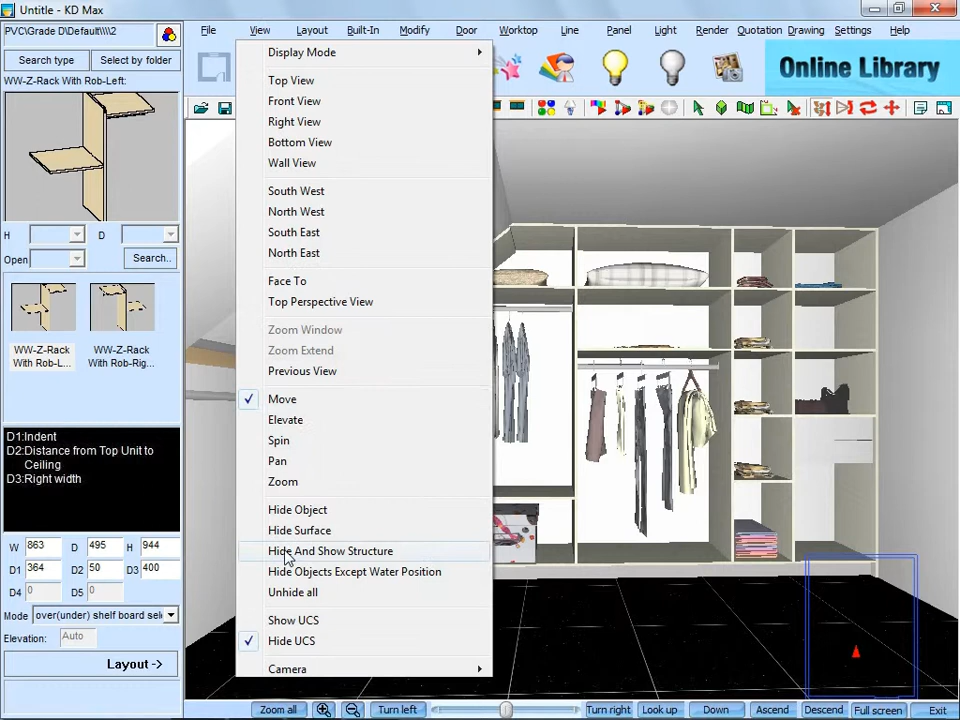 Untitle - KD Max
PVC\Grade D\Default\\\\2
File View Layout Built-In Modify Door Worktop Line Panel Light Render Quotation Drawing Settings Help
Search type
Select by folder
WW-Z-Rack With Rob-Left:
Online Library
H
D
Open
Search..
WW-Z-Rack
With Rob-L...
WW-Z-Rack
With Rob-Rig...
D1:Indent
D2:Distance from Top Unit to
Ceiling
D3:Right width
W 863 D 495 H 944
D1 364 D2 50 D3 400
D4 0 D5 0
Mode over(under) shelf board sel
Elevation: Auto
Layout ->
Display Mode
Top View
Front View
Right View
Bottom View
Wall View
South West
North West
South East
North East
Face To
Top Perspective View
Zoom Window
Zoom Extend
Previous View
Move
Elevate
Spin
Pan
Zoom
Hide Object
Hide Surface
Hide And Show Structure
Hide Objects Except Water Position
Unhide all
Show UCS
Hide UCS
Camera
Zoom all
Turn left
Turn right
Look up
Down
Ascend
Descend
Full screen
Exit